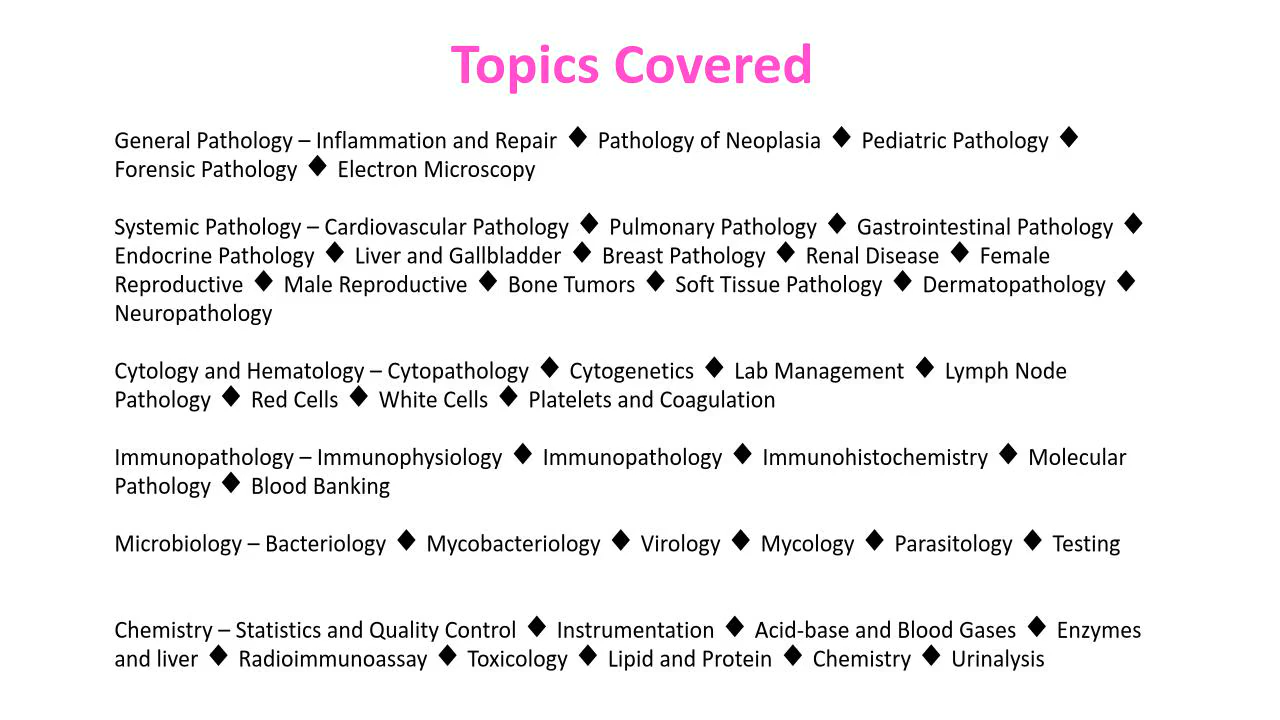 Topics Covered
General Pathology – Inflammation and Repair ♦ Pathology of Neoplasia ♦ Pediatric Pathology ♦
Forensic Pathology ♦ Electron Microscopy
Systemic Pathology – Cardiovascular Pathology ♦ Pulmonary Pathology ♦ Gastrointestinal Pathology ♦
Endocrine Pathology ♦ Liver and Gallbladder ♦ Breast Pathology ♦ Renal Disease ♦ Female
Reproductive ♦ Male Reproductive ♦ Bone Tumors ♦ Soft Tissue Pathology ♦ Dermatopathology ♦
Neuropathology
Cytology and Hematology – Cytopathology ♦ Cytogenetics ♦ Lab Management ♦ Lymph Node
Pathology ♦ Red Cells ♦ White Cells ♦ Platelets and Coagulation
Immunopathology – Immunophysiology ♦ Immunopathology ♦ Immunohistochemistry ♦ Molecular
Pathology ♦ Blood Banking
Microbiology – Bacteriology ♦ Mycobacteriology ♦ Virology ♦ Mycology ♦ Parasitology ♦ Testing
Chemistry – Statistics and Quality Control ♦ Instrumentation ♦ Acid-base and Blood Gases ♦ Enzymes
and liver ♦ Radioimmunoassay ♦ Toxicology ♦ Lipid and Protein ♦ Chemistry ♦ Urinalysis